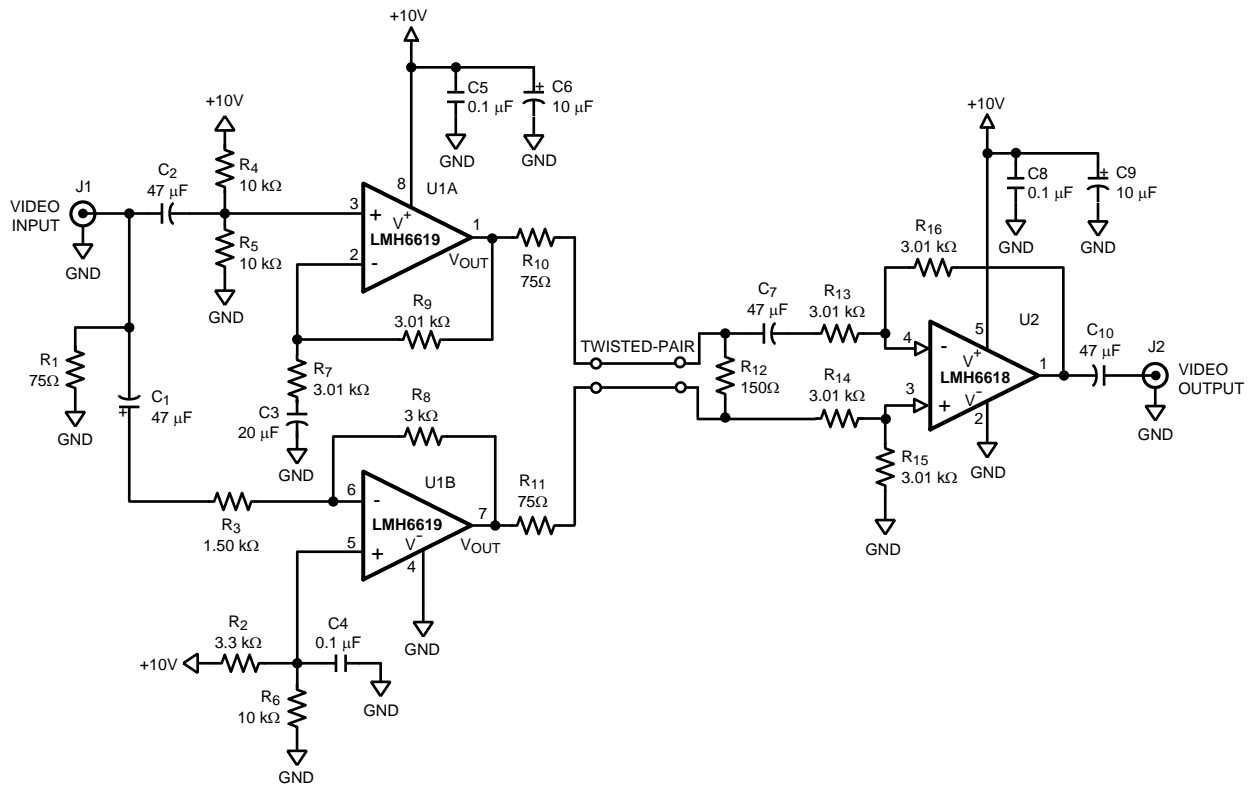 +10V
C5
0.1 μF
GND
C6
10 μF
GND
+10V
R4
10 kΩ
C2
47 μF
J1
VIDEO
INPUT
GND
R5
10 kΩ
GND
8
U1A
3
+
V+
LMH6619
2
-
1
VOUT
R10
75Ω
R9
3.01 kΩ
R7
3.01 kΩ
C3
20 μF
GND
R1
75Ω
GND
C1
+
47 μF
R8
3 kΩ
U1B
6
-
LMH6619
5
+
V-
4
7
VOUT
R11
75Ω
R3
1.50 kΩ
GND
R2
3.3 kΩ
+10V
C4
0.1 μF
GND
R6
10 kΩ
GND
TWISTED-PAIR
R12
150Ω
C7
47 μF
R13
3.01 kΩ
R14
3.01 kΩ
R15
3.01 kΩ
GND
R16
3.01 kΩ
+10V
C8
0.1 μF
GND
C9
10 μF
GND
5
U2
4
-
V+
LMH6618
3
+
V-
2
GND
1
C10
47 μF
J2
VIDEO
OUTPUT
GND